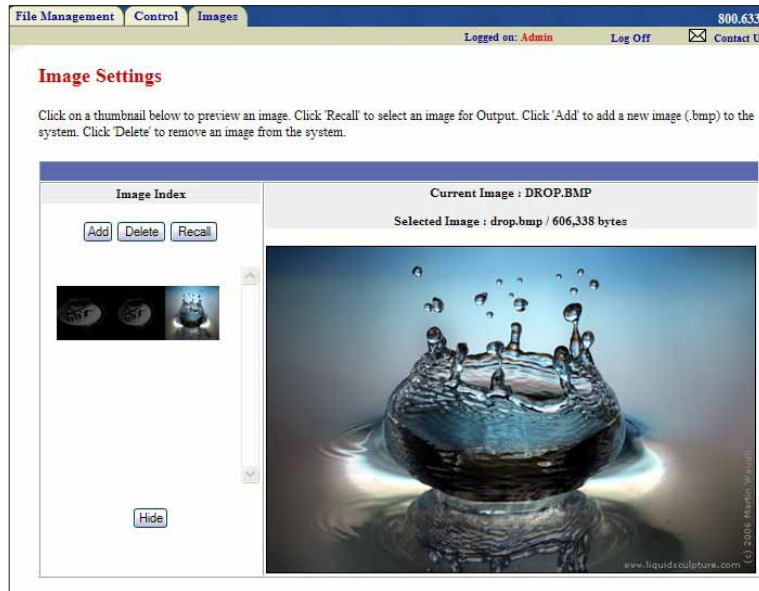 File Management Control Images
800.633
Logged on: Admin Log Off Contact U
Image Settings
Click on a thumbnail below to preview an image. Click 'Recall' to select an image for Output. Click 'Add' to add a new image (.bmp) to the
system. Click 'Delete' to remove an image from the system.
Image Index
Add Delete Recall
Hide
Current Image : DROP.BMP
Selected Image : drop.bmp / 606,338 bytes
(c) 2006 Martin Waugh
www.liquidsculpture.com